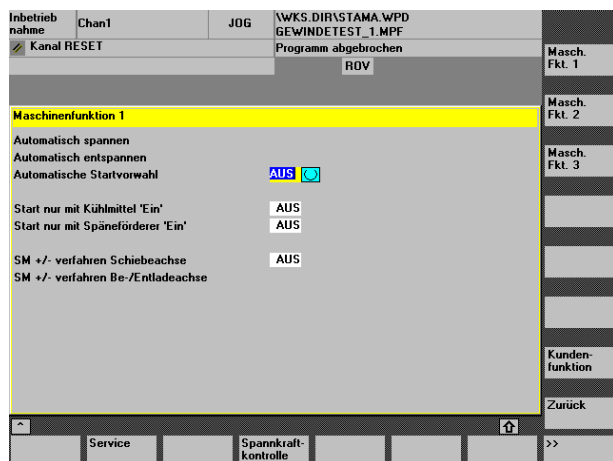 Inbetrieb
nahme
Chan1
JOG
\WKS.DIR\STAMA.WPD
GEWINDETEST_1.MPF
Kanal RESET
Programm abgebrochen
ROV
Masch.
Fkt. 1
Masch.
Fkt. 2
Masch.
Fkt. 3
Maschinenfunktion 1
Automatisch spannen
Automatisch entspannen
Automatische Startvorwahl AUS
Start nur mit Kühlmittel 'Ein' AUS
Start nur mit Späneförderer 'Ein' AUS
SM +/- verfahren Schiebeachse AUS
SM +/- verfahren Be-/Entladeachse
Kunden-
funktion
Zurück
^
Service
Spannkraft-
kontrolle
>>